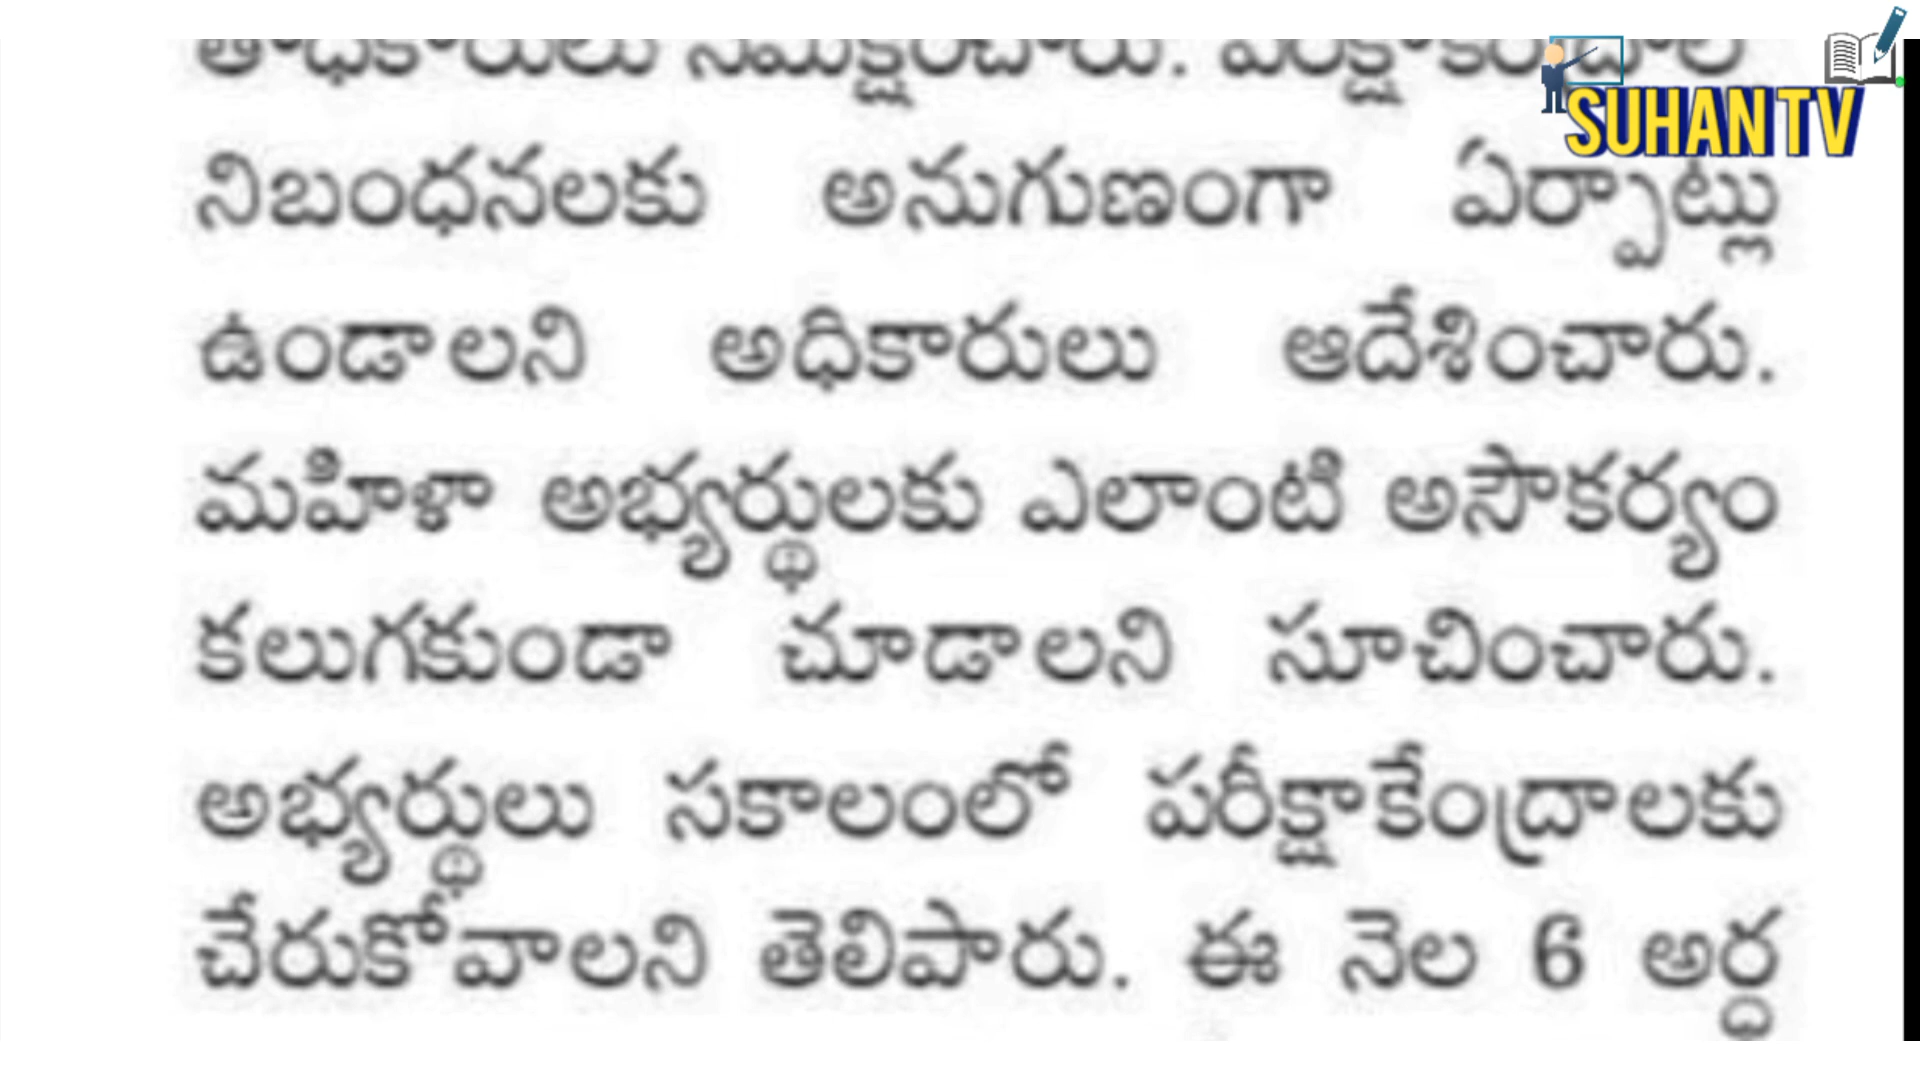 సమీక్షించారు.
SUHAN TV
నిబంధనలకు అనుగుణంగా ఏర్పాట్లు
ఉండాలని అధికారులు ఆదేశించారు.
మహిళా అభ్యర్థులకు ఎలాంటి అసౌకర్యం
కలుగకుండా చూడాలని సూచించారు.
అభ్యర్థులు సకాలంలో పరీక్షాకేంద్రాలకు
చేరుకోవాలని తెలిపారు. ఈ నెల 6 అర్ధ